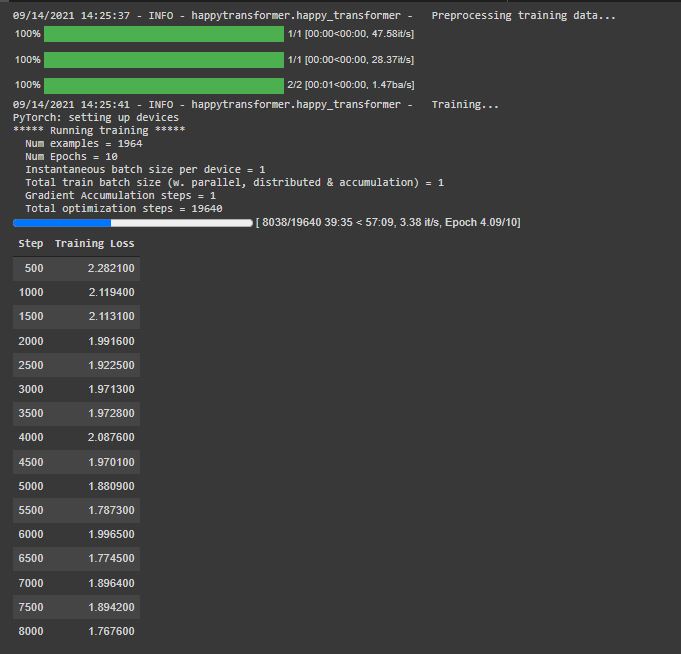 09/14/2021 14:25:37 - INFO - happytransformer.happy_transformer - Preprocessing training data...
100% 1/1 [00:00<00:00, 47.58it/s]
100% 1/1 [00:00<00:00, 28.37it/s]
100% 2/2 [00:01<00:00, 1.47ba/s]
09/14/2021 14:25:41 - INFO - happytransformer.happy_transformer - Training...
PyTorch: setting up devices
***** Running training *****
Num examples = 1964
Num Epochs = 10
Instantaneous batch size per device = 1
Total train batch size (w. parallel, distributed & accumulation) = 1
Gradient Accumulation steps = 1
Total optimization steps = 19640
[ 8038/19640 39:35 < 57:09, 3.38 it/s, Epoch 4.09/10]
Step Training Loss
500 2.282100
1000 2.119400
1500 2.113100
2000 1.991600
2500 1.922500
3000 1.971300
3500 1.972800
4000 2.087600
4500 1.970100
5000 1.880900
5500 1.787300
6000 1.996500
6500 1.774500
7000 1.896400
7500 1.894200
8000 1.767600